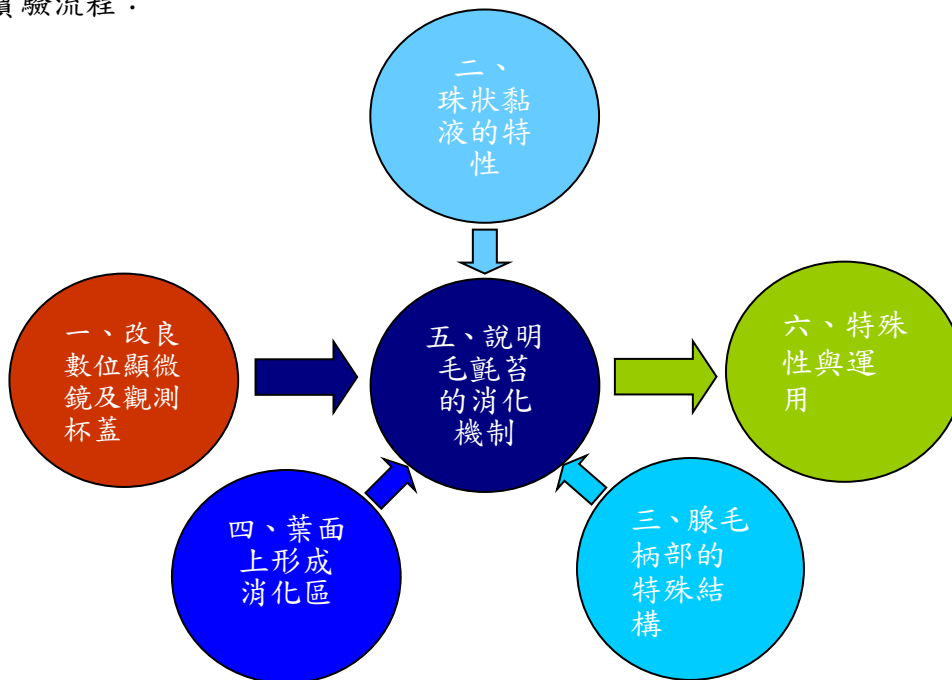 實驗流程：
二、
珠狀黏
液的特
性
一、改良
數位顯微
鏡及觀測
杯蓋
五、說明
毛氈苔
的消化
機制
六、特殊
性與運
用
四、葉面
上形成
消化區
三、腺毛
柄部的
特殊結
構